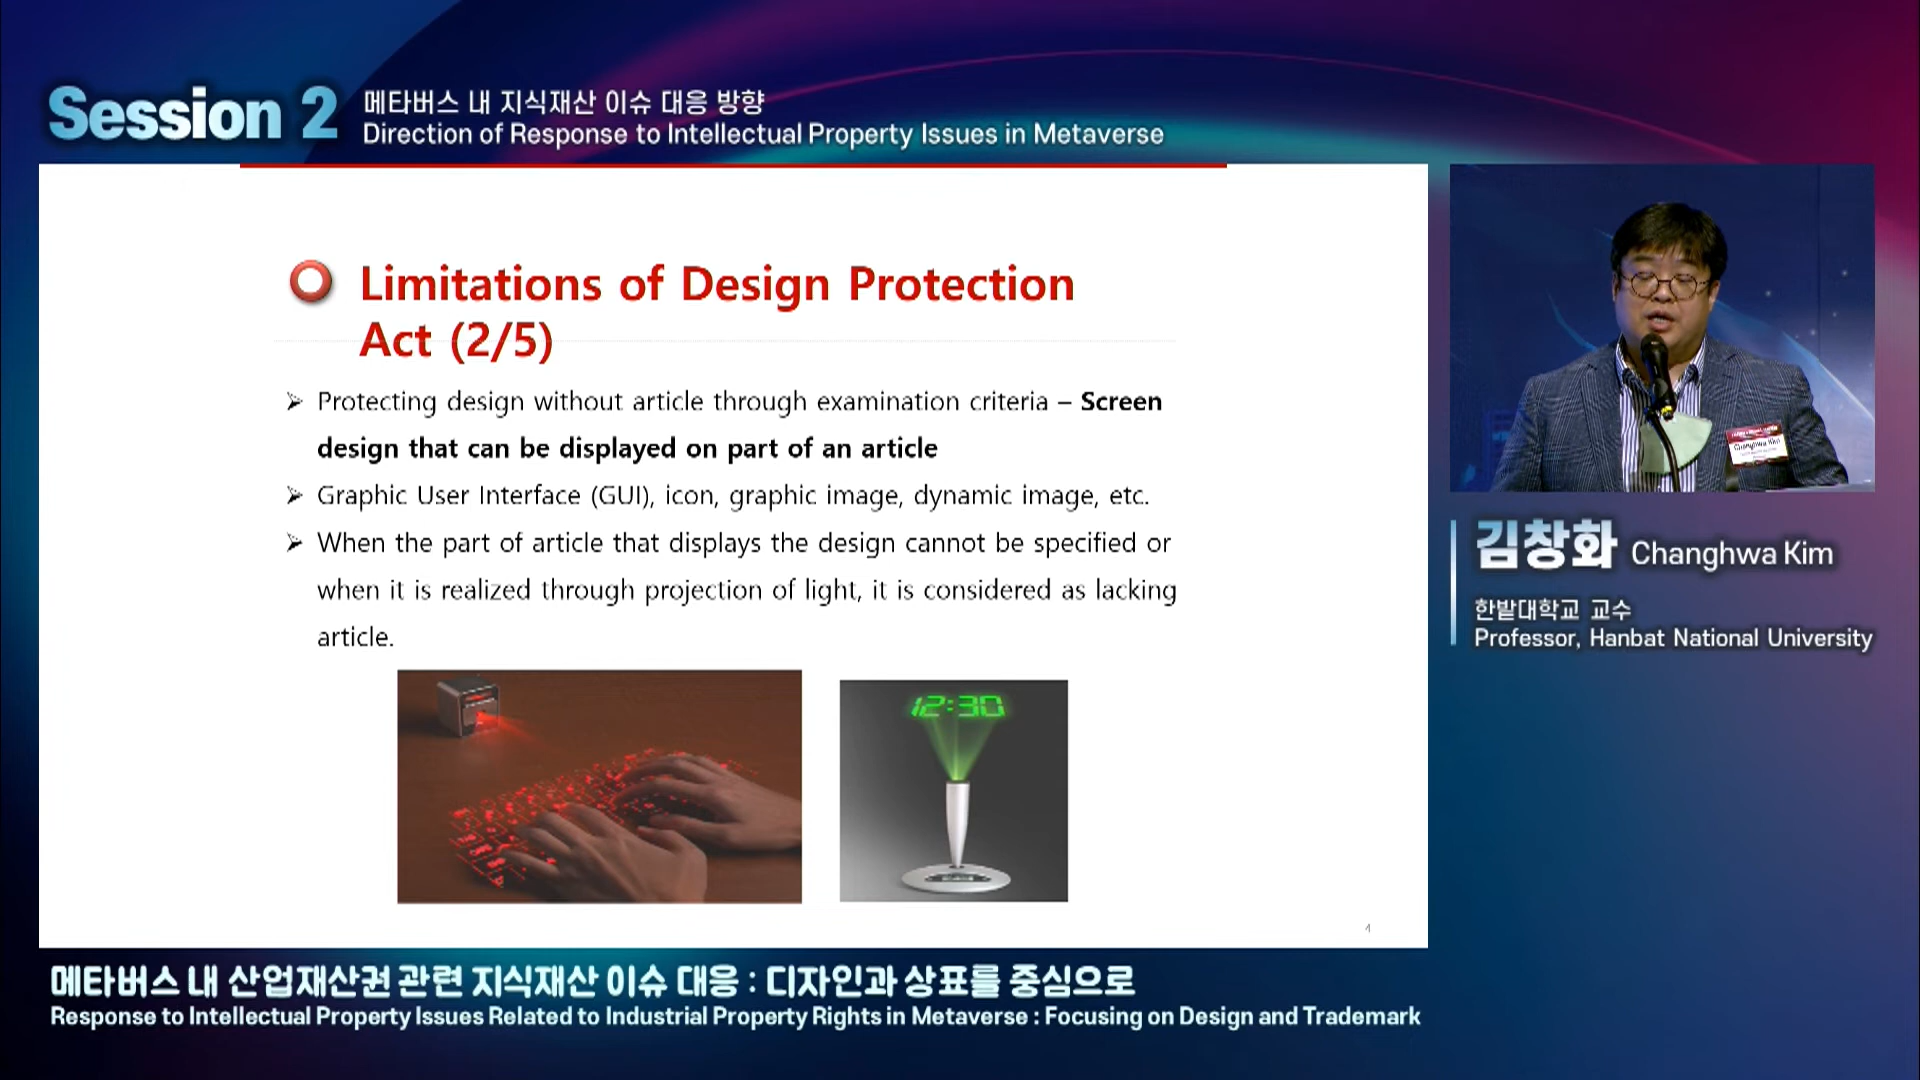 Session 2
메타버스 내 지식재산 이슈 대응 방향
Direction of Response to Intellectual Property Issues in Metaverse
Limitations of Design Protection
Act (2/5)
➢ Protecting design without article through examination criteria – Screen
design that can be displayed on part of an article
➢ Graphic User Interface (GUI), icon, graphic image, dynamic image, etc.
➢ When the part of article that displays the design cannot be specified or
when it is realized through projection of light, it is considered as lacking
article.
12:30
4
Changhwa Kim
김창화 Changhwa Kim
한밭대학교 교수
Professor, Hanbat National University
메타버스 내 산업재산권 관련 지식재산 이슈 대응 : 디자인과 상표를 중심으로
Response to Intellectual Property Issues Related to Industrial Property Rights in Metaverse : Focusing on Design and Trademark